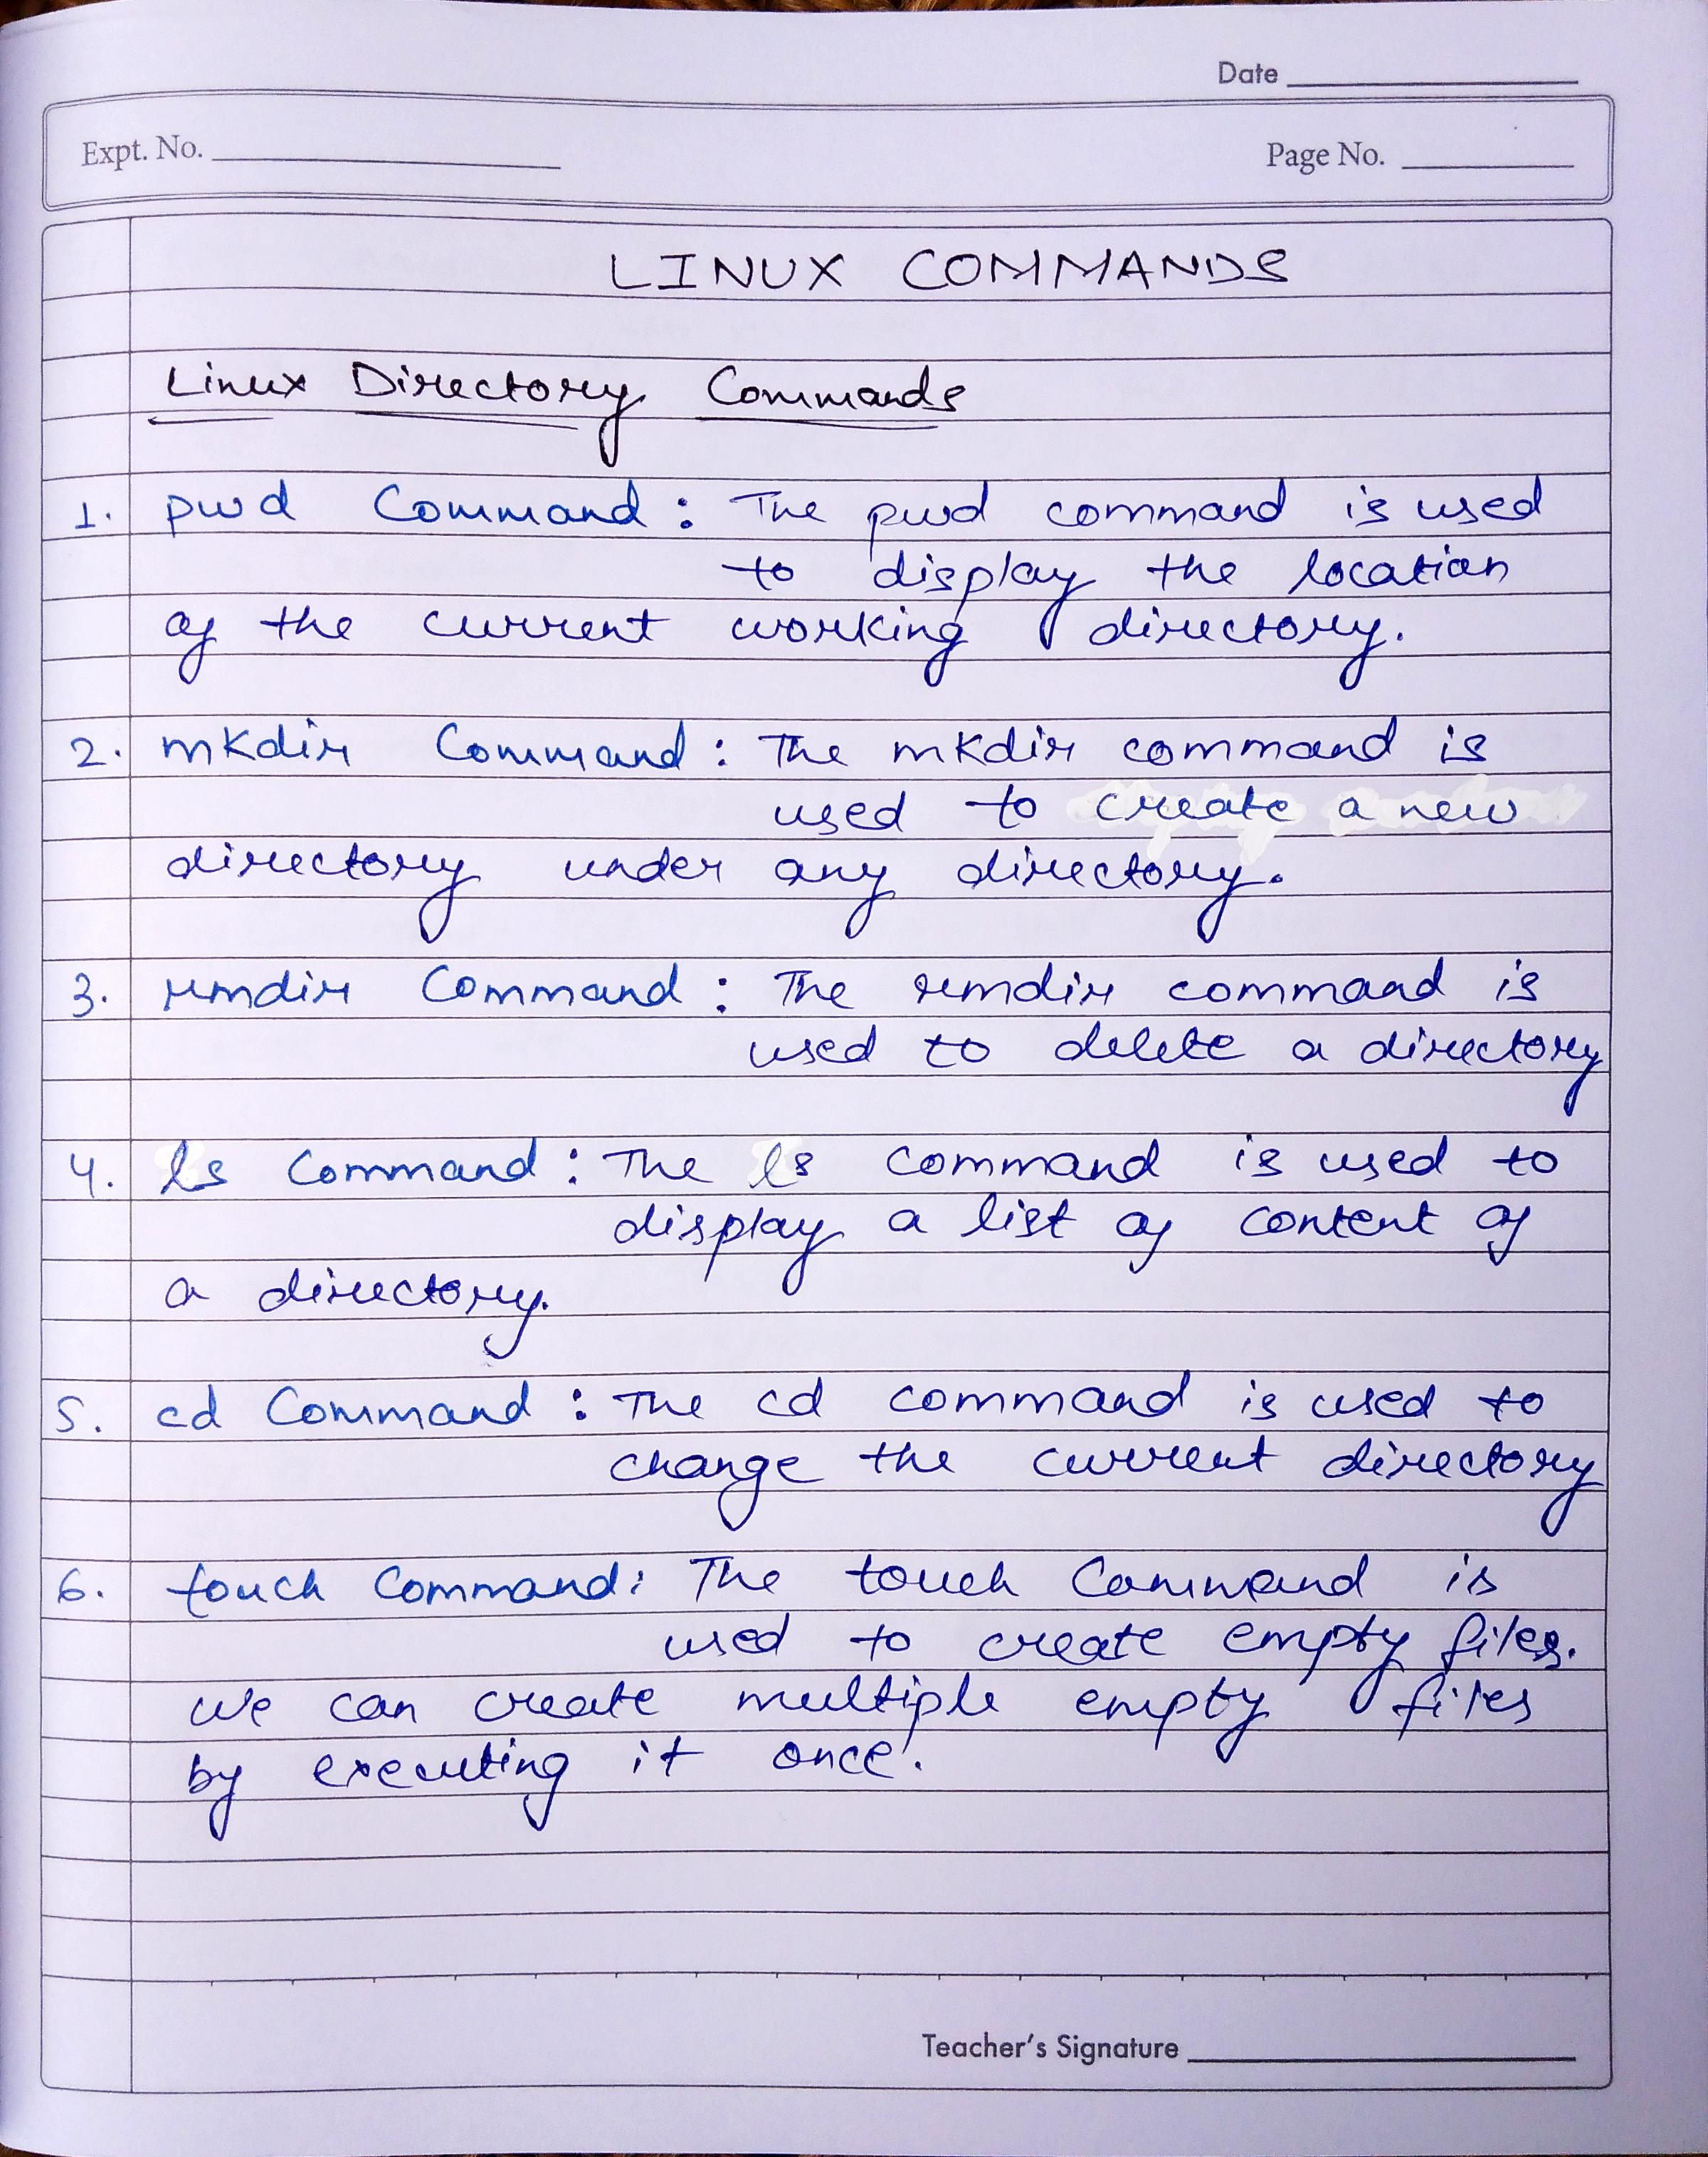 Date
Expt. No.
Page No.
LINUX COMMANDS
Linux Directory Commands
1. pwd Command : The pwd command is used
to display the location
of the current working directory.
2. mkdir Command : The mkdir command is
used to create a new
directory under any directory.
3. rmdir Command : The rmdir command is
used to delete a directory
4. ls Command : The ls command is used to
display a list of content of
a directory.
5. cd Command : The cd command is used to
change the current directory
6. touch Command : The touch Command is
used to create empty files.
We can create multiple empty files
by executing it once.
Teacher's Signature